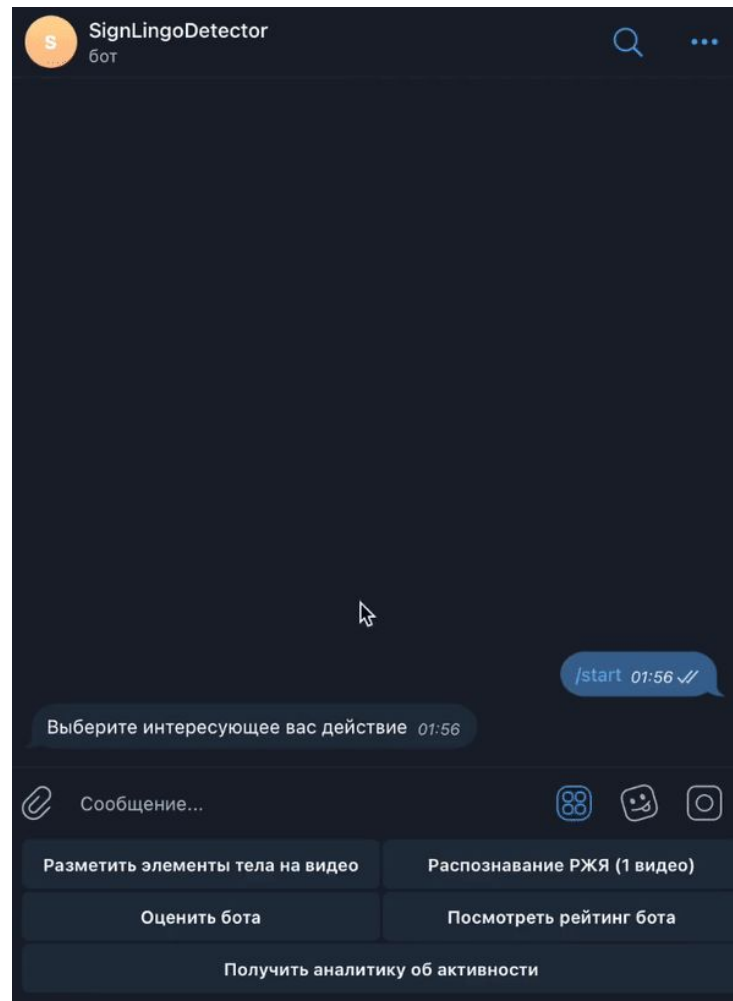 S
SignLingoDetector
бот
/start 01:56
Выберите интересующее вас действие 01:56
Сообщение...
Разметить элементы тела на видео
Распознавание РЖЯ (1 видео)
Оценить бота
Посмотреть рейтинг бота
Получить аналитику об активности